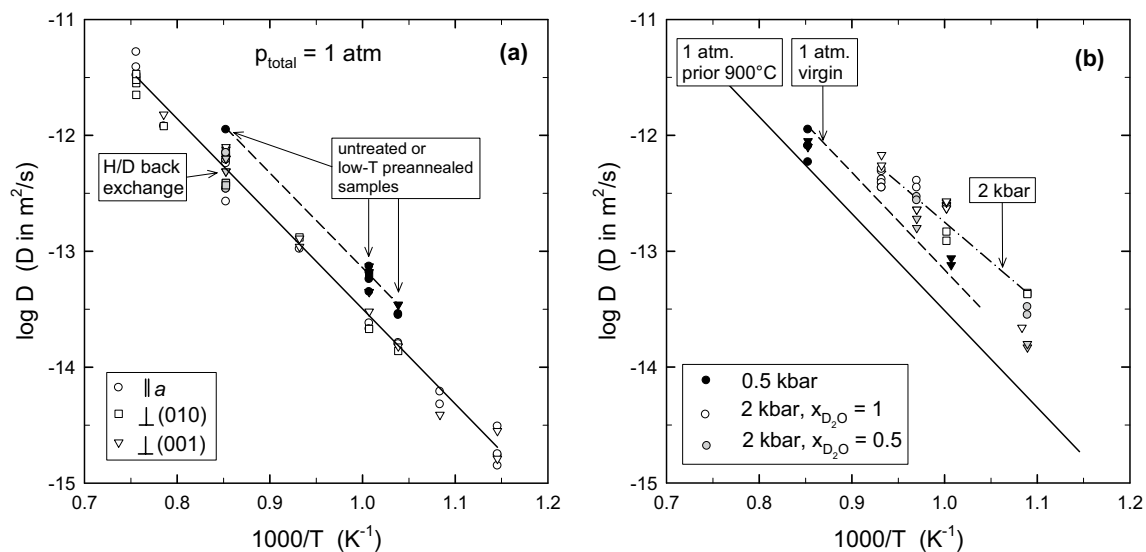 (a)
p_total = 1 atm
H/D back
exchange
untreated or
low-T preannealed
samples
∥ a
⊥(010)
⊥(001)
-11
-12
-13
-14
-15
log D (D in m²/s)
0.7 0.8 0.9 1.0 1.1 1.2
1000/T (K⁻¹)
(b)
1 atm.
prior 900°C
1 atm.
virgin
2 kbar
0.5 kbar
2 kbar, x_D₂O = 1
2 kbar, x_D₂O = 0.5
-11
-12
-13
-14
-15
log D (D in m²/s)
0.7 0.8 0.9 1.0 1.1 1.2
1000/T (K⁻¹)